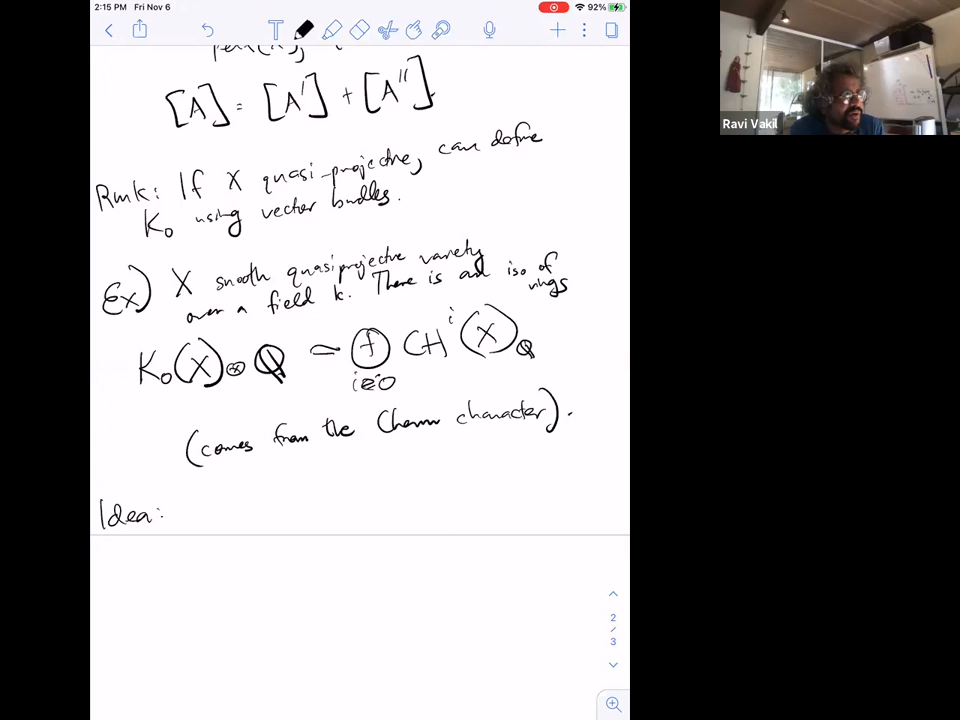 2:15 PM Fri Nov 6
92%
[A] = [A'] + [A'']
Rmk: If X quasi-projective, can define
K₀ using vector bundles.
Ex) X smooth quasiprojective variety
over a field k. There is an iso of
rings
K₀(X)⊗ℚ ≃ ⊕ CHⁱ(X)_ℚ
i≥0
(comes from the Chern character).
Idea:
2
3
Ravi Vakil